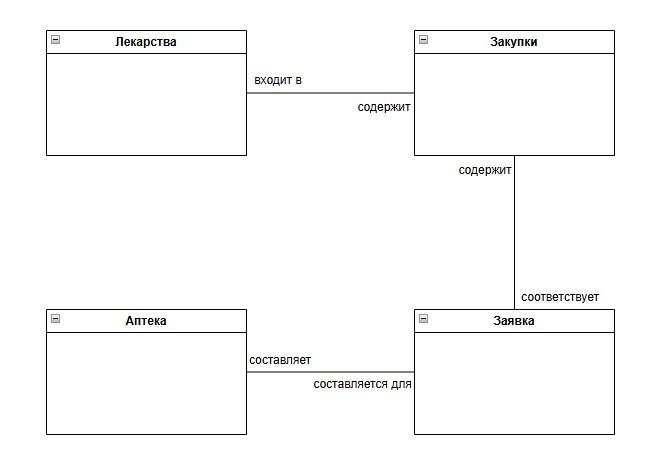 Лекарства
Закупки
входит в
содержит
содержит
соответствует
Аптека
Заявка
составляет
составляется для